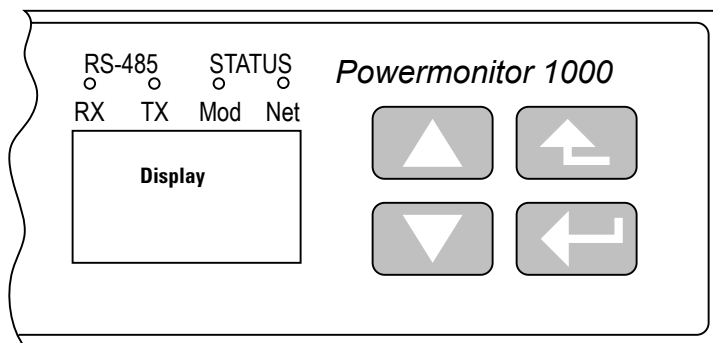 RS-485 STATUS
Powermonitor 1000
RX TX Mod Net
Display